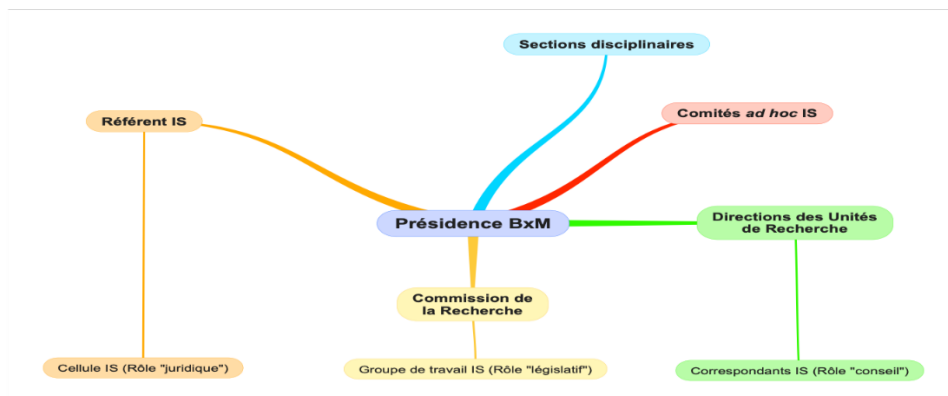 Sections disciplinaires
Référent IS
Comités ad hoc IS
Présidence BxM
Directions des Unités
de Recherche
Commission de
la Recherche
Cellule IS (Rôle "juridique")
Groupe de travail IS (Rôle "législatif")
Correspondants IS (Rôle "conseil")